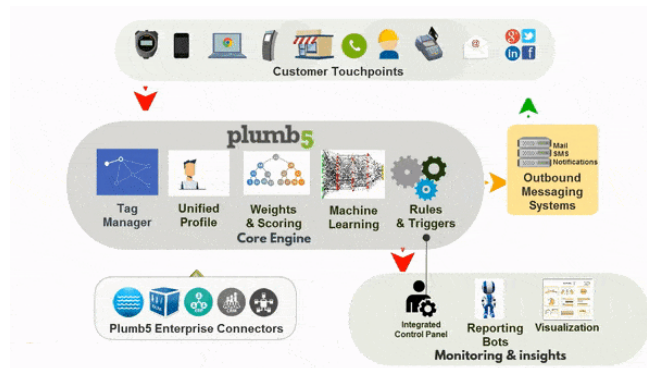 @
Customer Touchpoints
plumb5
Tag
Manager
Unified
Profile
Weights
& Scoring
Machine
Learning
Rules
& Triggers
Core Engine
Mail
SMS
Notifications
Outbound
Messaging
Systems
Plumb5 Enterprise Connectors
Integrated
Control Panel
Reporting
Bots
Visualization
Monitoring & insights